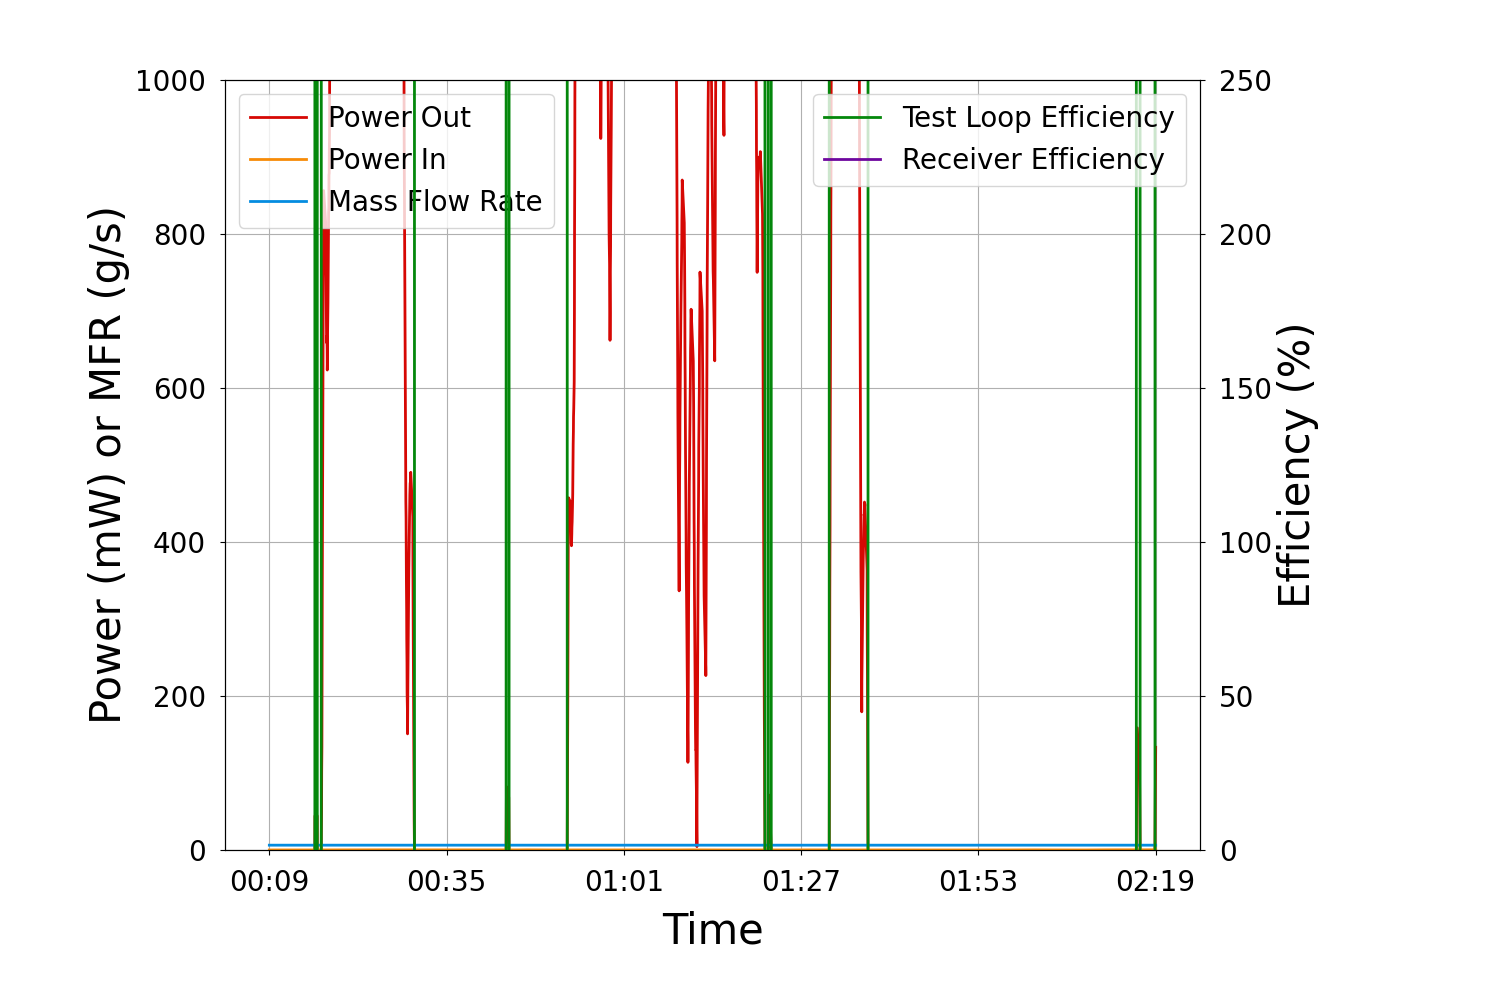 1000
800
600
400
200
0
Power (mW) or MFR (g/s)
Power Out
Power In
Mass Flow Rate
Test Loop Efficiency
Receiver Efficiency
250
200
150
100
50
0
Efficiency (%)
00:09 00:35 01:01 01:27 01:53 02:19
Time